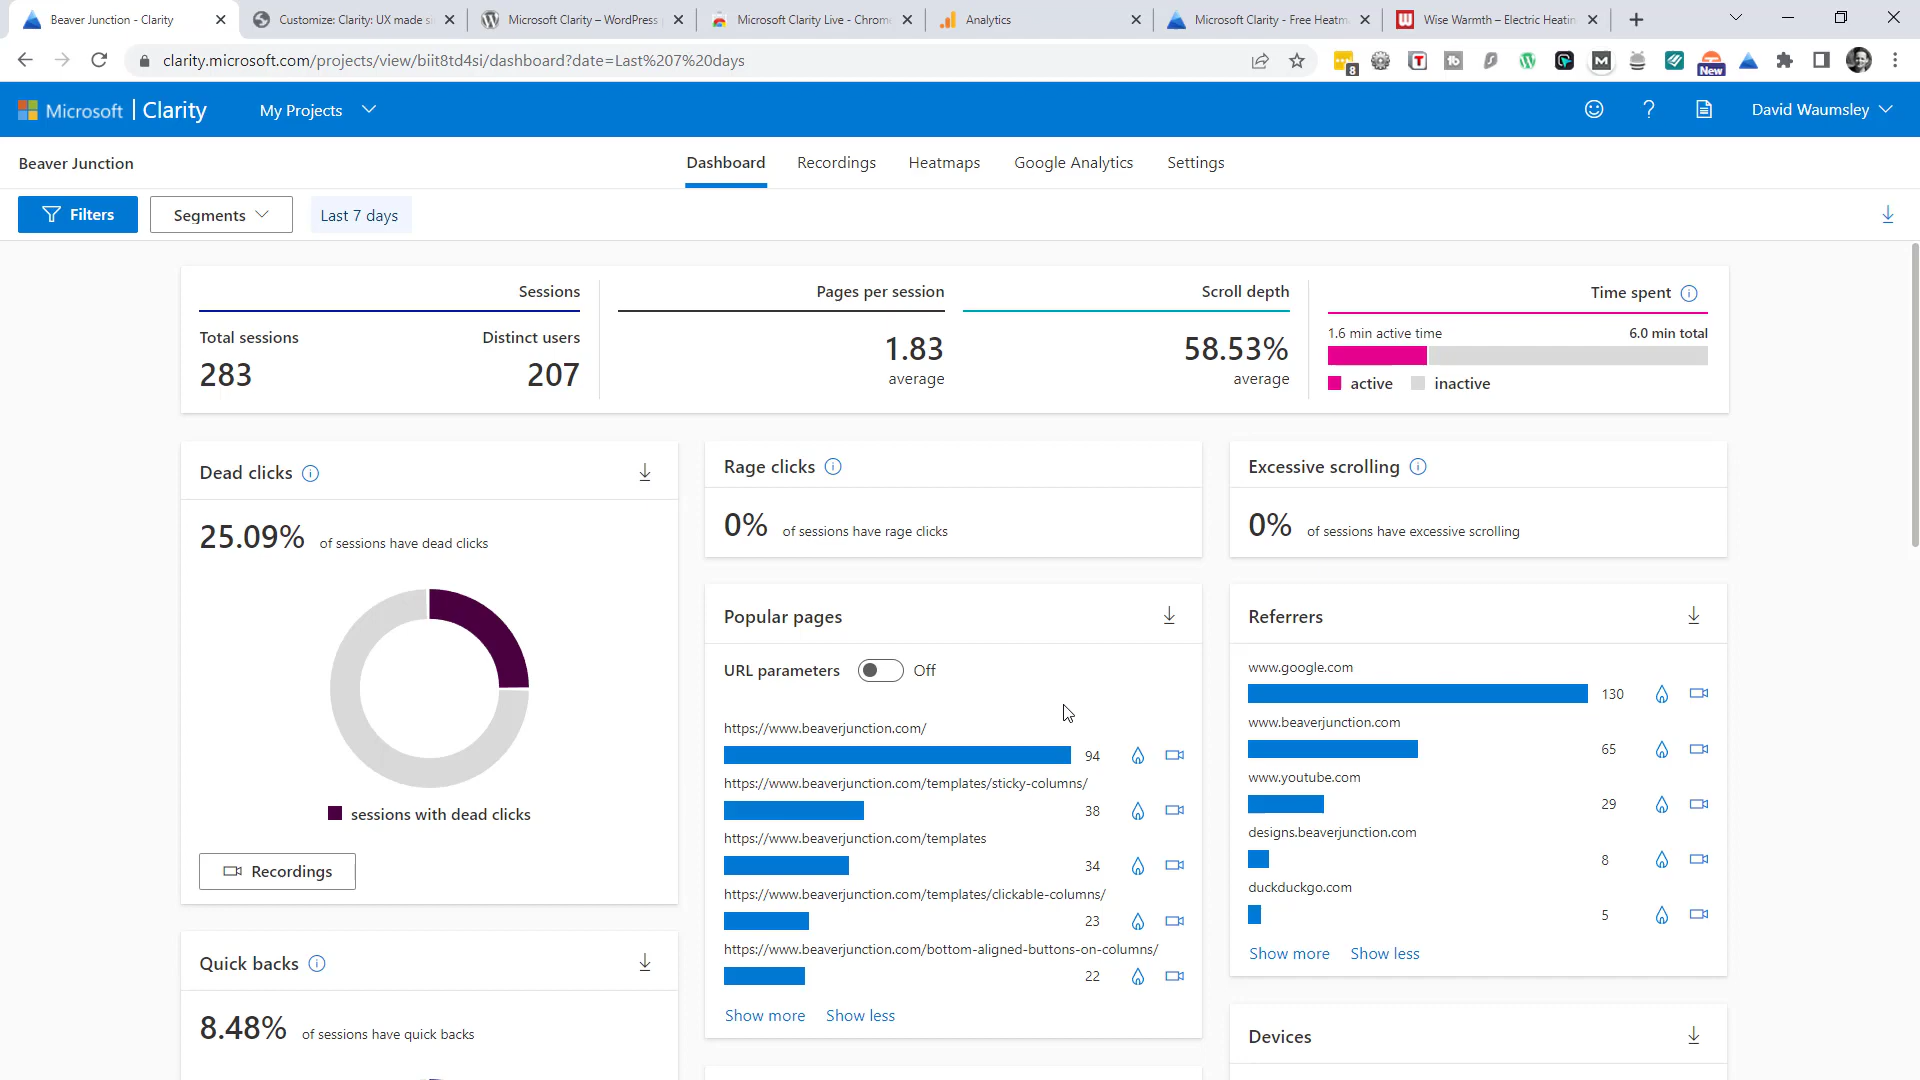 Beaver Junction - Clarity
Customize: Clarity: UX made si
Microsoft Clarity – WordPress
Microsoft Clarity Live - Chrome
Analytics
Microsoft Clarity - Free Heatm
Wise Warmth – Electric Heatin
clarity.microsoft.com/projects/view/biit8td4si/dashboard?date=Last%207%20days
8
New
Microsoft | Clarity
My Projects
David Waumsley
Beaver Junction
Dashboard
Recordings
Heatmaps
Google Analytics
Settings
Filters
Segments
Last 7 days
Sessions
Total sessions
283
Distinct users
207
Pages per session
1.83
average
Scroll depth
58.53%
average
Time spent
1.6 min active time
6.0 min total
active
inactive
Dead clicks
25.09% of sessions have dead clicks
sessions with dead clicks
Recordings
Quick backs
8.48% of sessions have quick backs
Rage clicks
0% of sessions have rage clicks
Popular pages
URL parameters Off
https://www.beaverjunction.com/
94
https://www.beaverjunction.com/templates/sticky-columns/
38
https://www.beaverjunction.com/templates
34
https://www.beaverjunction.com/templates/clickable-columns/
23
https://www.beaverjunction.com/bottom-aligned-buttons-on-columns/
22
Show more Show less
Excessive scrolling
0% of sessions have excessive scrolling
Referrers
www.google.com
130
www.beaverjunction.com
65
www.youtube.com
29
designs.beaverjunction.com
8
duckduckgo.com
5
Show more Show less
Devices